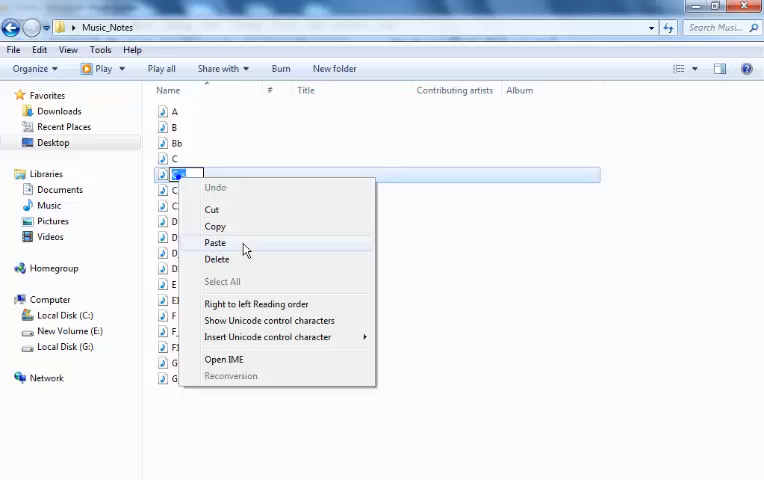 Music_Notes
Search Musi...
File Edit View Tools Help
Organize Play Play all Share with Burn New folder
Name # Title Contributing artists Album
Favorites
Downloads
Recent Places
Desktop
Libraries
Documents
Music
Pictures
Videos
Homegroup
Computer
Local Disk (C:)
New Volume (E:)
Local Disk (G:)
Network
A
B
Bb
C
C
C
D
D
D
D
E
F
F_
G
G
Undo
Cut
Copy
Paste
Delete
Select All
Right to left Reading order
Show Unicode control characters
Insert Unicode control character
Open IME
Reconversion